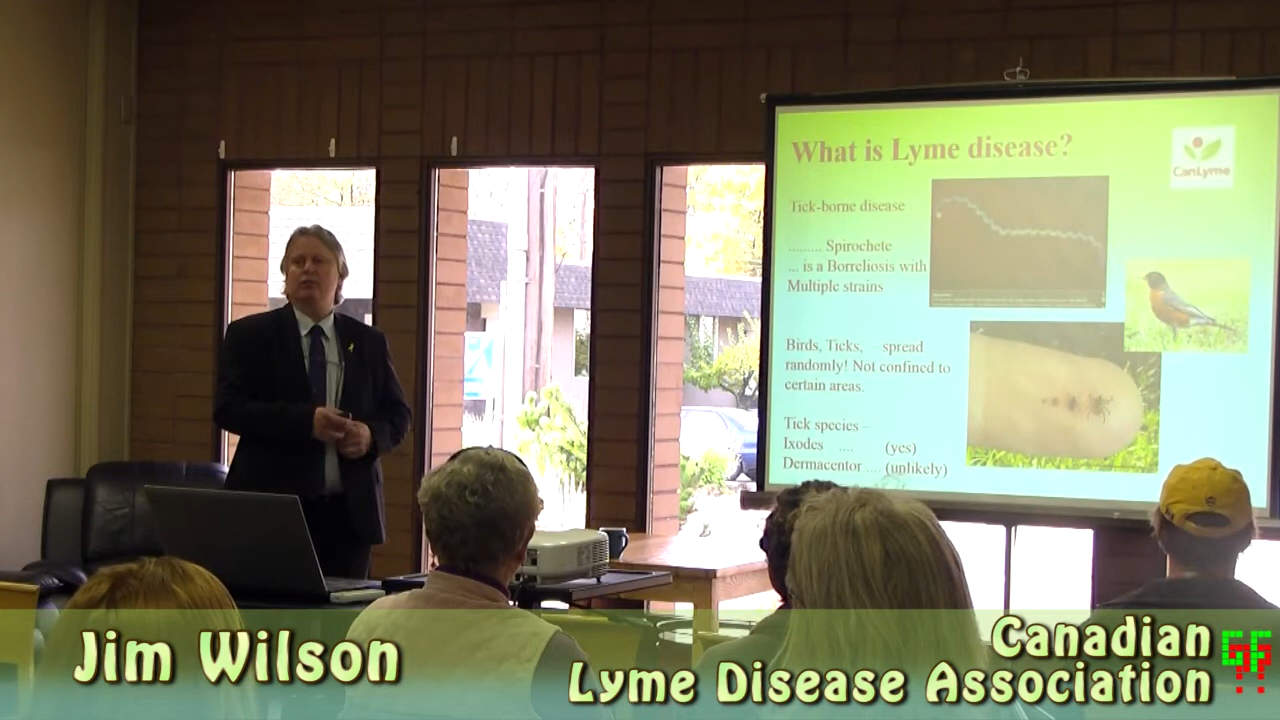 What is Lyme disease?
CanLyme
Tick-borne disease
......... Spirochete
... is a Borreliosis with
Multiple strains
Birds, Ticks, spread
randomly! Not confined to
certain areas.
Tick species –
Ixodes .... (yes)
Dermacentor .... (unlikely)
Jim Wilson
Canadian
Lyme Disease Association